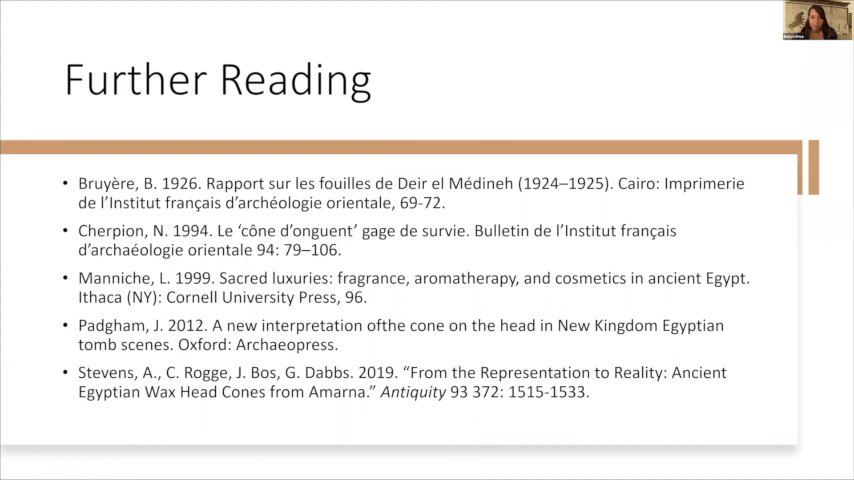 Further Reading
• Bruyère, B. 1926. Rapport sur les fouilles de Deir el Médineh (1924–1925). Cairo: Imprimerie
de l’Institut français d’archéologie orientale, 69-72.
• Cherpion, N. 1994. Le ‘cône d’onguent’ gage de survie. Bulletin de l’Institut français
d’archaéologie orientale 94: 79–106.
• Manniche, L. 1999. Sacred luxuries: fragrance, aromatherapy, and cosmetics in ancient Egypt.
Ithaca (NY): Cornell University Press, 96.
• Padgham, J. 2012. A new interpretation ofthe cone on the head in New Kingdom Egyptian
tomb scenes. Oxford: Archaeopress.
• Stevens, A., C. Rogge, J. Bos, G. Dabbs. 2019. “From the Representation to Reality: Ancient
Egyptian Wax Head Cones from Amarna.” Antiquity 93 372: 1515-1533.